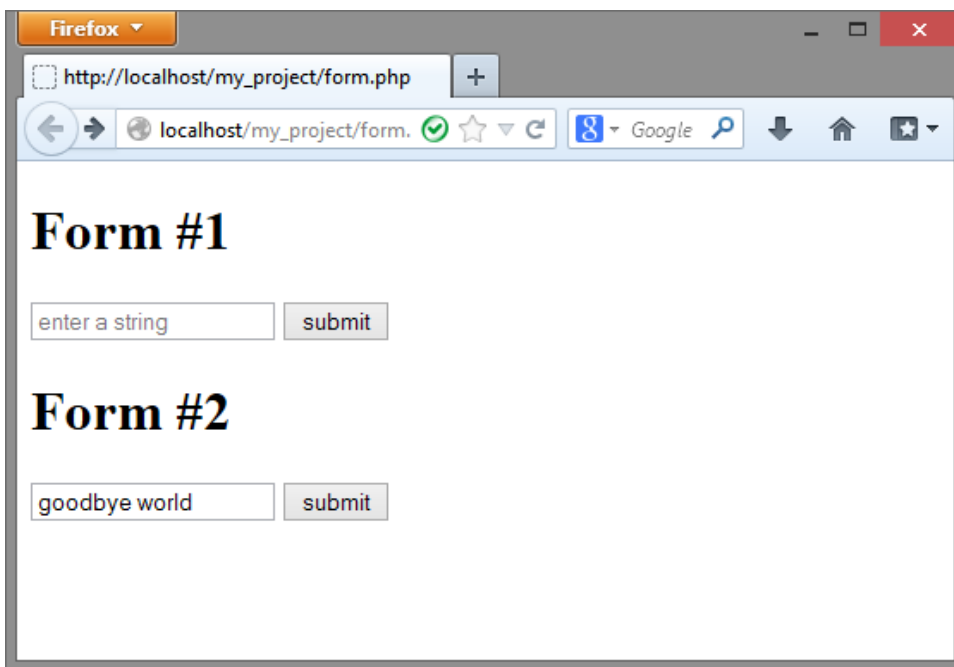 Firefox
http://localhost/my_project/form.php
localhost/my_project/form. 8 Google
Form #1
enter a string submit
Form #2
goodbye world submit